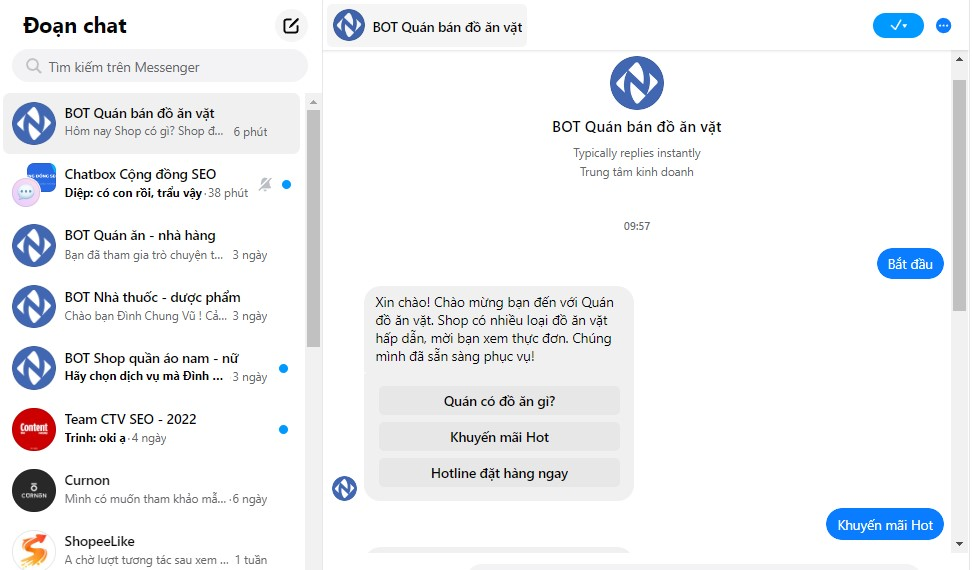 Đoạn chat
Tìm kiếm trên Messenger
BOT Quán bán đồ ăn vặt
Hôm nay Shop có gì? Shop đ... 6 phút
Chatbox Cộng đồng SEO
Diệp: có con rồi, trẩu vậy · 38 phút
BOT Quán ăn - nhà hàng
Bạn đã tham gia trò chuyện t... 3 ngày
BOT Nhà thuốc - dược phẩm
Chào bạn Đình Chung Vũ ! Cả... 3 ngày
BOT Shop quần áo nam - nữ
Hãy chọn dịch vụ mà Đình ... 3 ngày
Content
Team CTV SEO - 2022
Trinh: oki ạ · 4 ngày
CURNON
Curnon
Mình có muốn tham khảo mẫ... · 6 ngày
ShopeeLike
A chờ lượt tương tác sau xem ... · 1 tuần
BOT Quán bán đồ ăn vặt
BOT Quán bán đồ ăn vặt
Typically replies instantly
Trung tâm kinh doanh
09:57
Bắt đầu
Xin chào! Chào mừng bạn đến với Quán
đồ ăn vặt. Shop có nhiều loại đồ ăn vặt
hấp dẫn, mời bạn xem thực đơn. Chúng
mình đã sẵn sàng phục vụ!
Quán có đồ ăn gì?
Khuyến mãi Hot
Hotline đặt hàng ngay
Khuyến mãi Hot